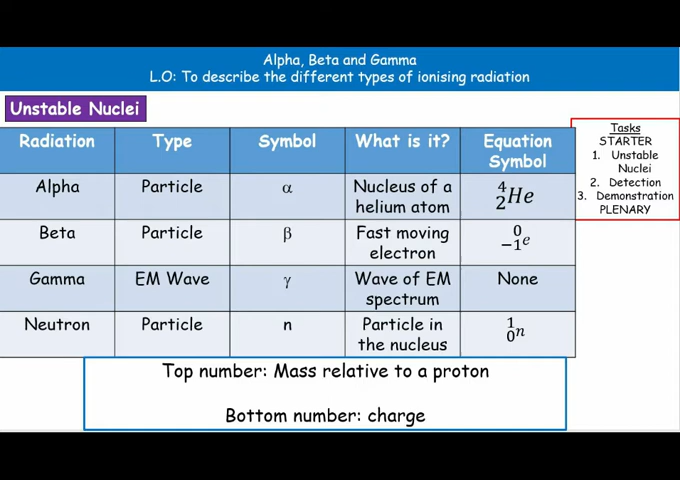 Alpha, Beta and Gamma
L.O: To describe the different types of ionising radiation
Unstable Nuclei
Radiation Type Symbol What is it? Equation
Symbol
Alpha Particle α Nucleus of a
helium atom
4
2He
Beta Particle β Fast moving
electron
0
−1e
Gamma EM Wave γ Wave of EM
spectrum
None
Neutron Particle n Particle in
the nucleus
1
0n
Top number: Mass relative to a proton
Bottom number: charge
Tasks
STARTER
1. Unstable
Nuclei
2. Detection
3. Demonstration
PLENARY